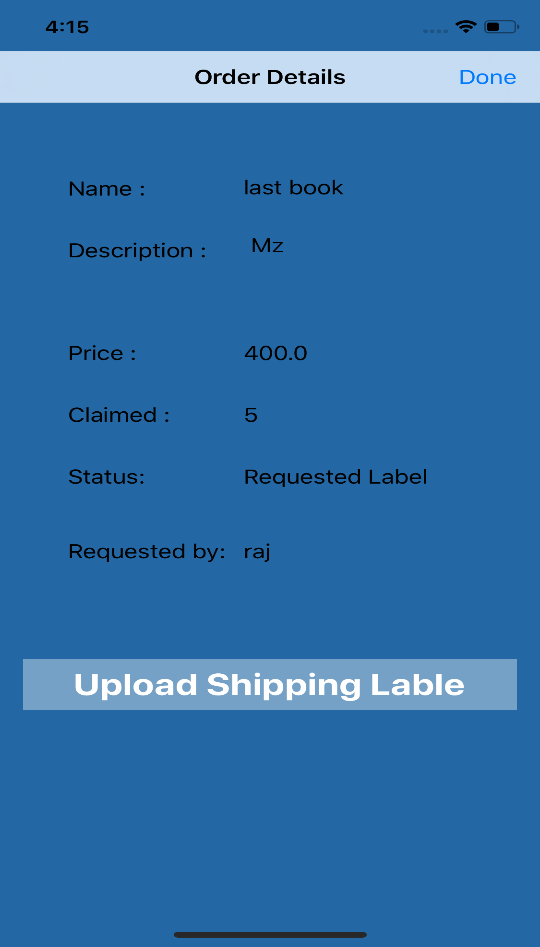 4:15
Order Details Done
Name : last book
Description : Mz
Price : 400.0
Claimed : 5
Status: Requested Label
Requested by: raj
Upload Shipping Lable